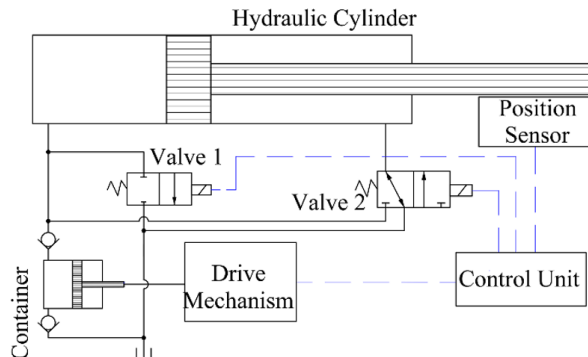 Hydraulic Cylinder
Position
Sensor
Valve 1
Valve 2
Container
Drive
Mechanism
Control Unit